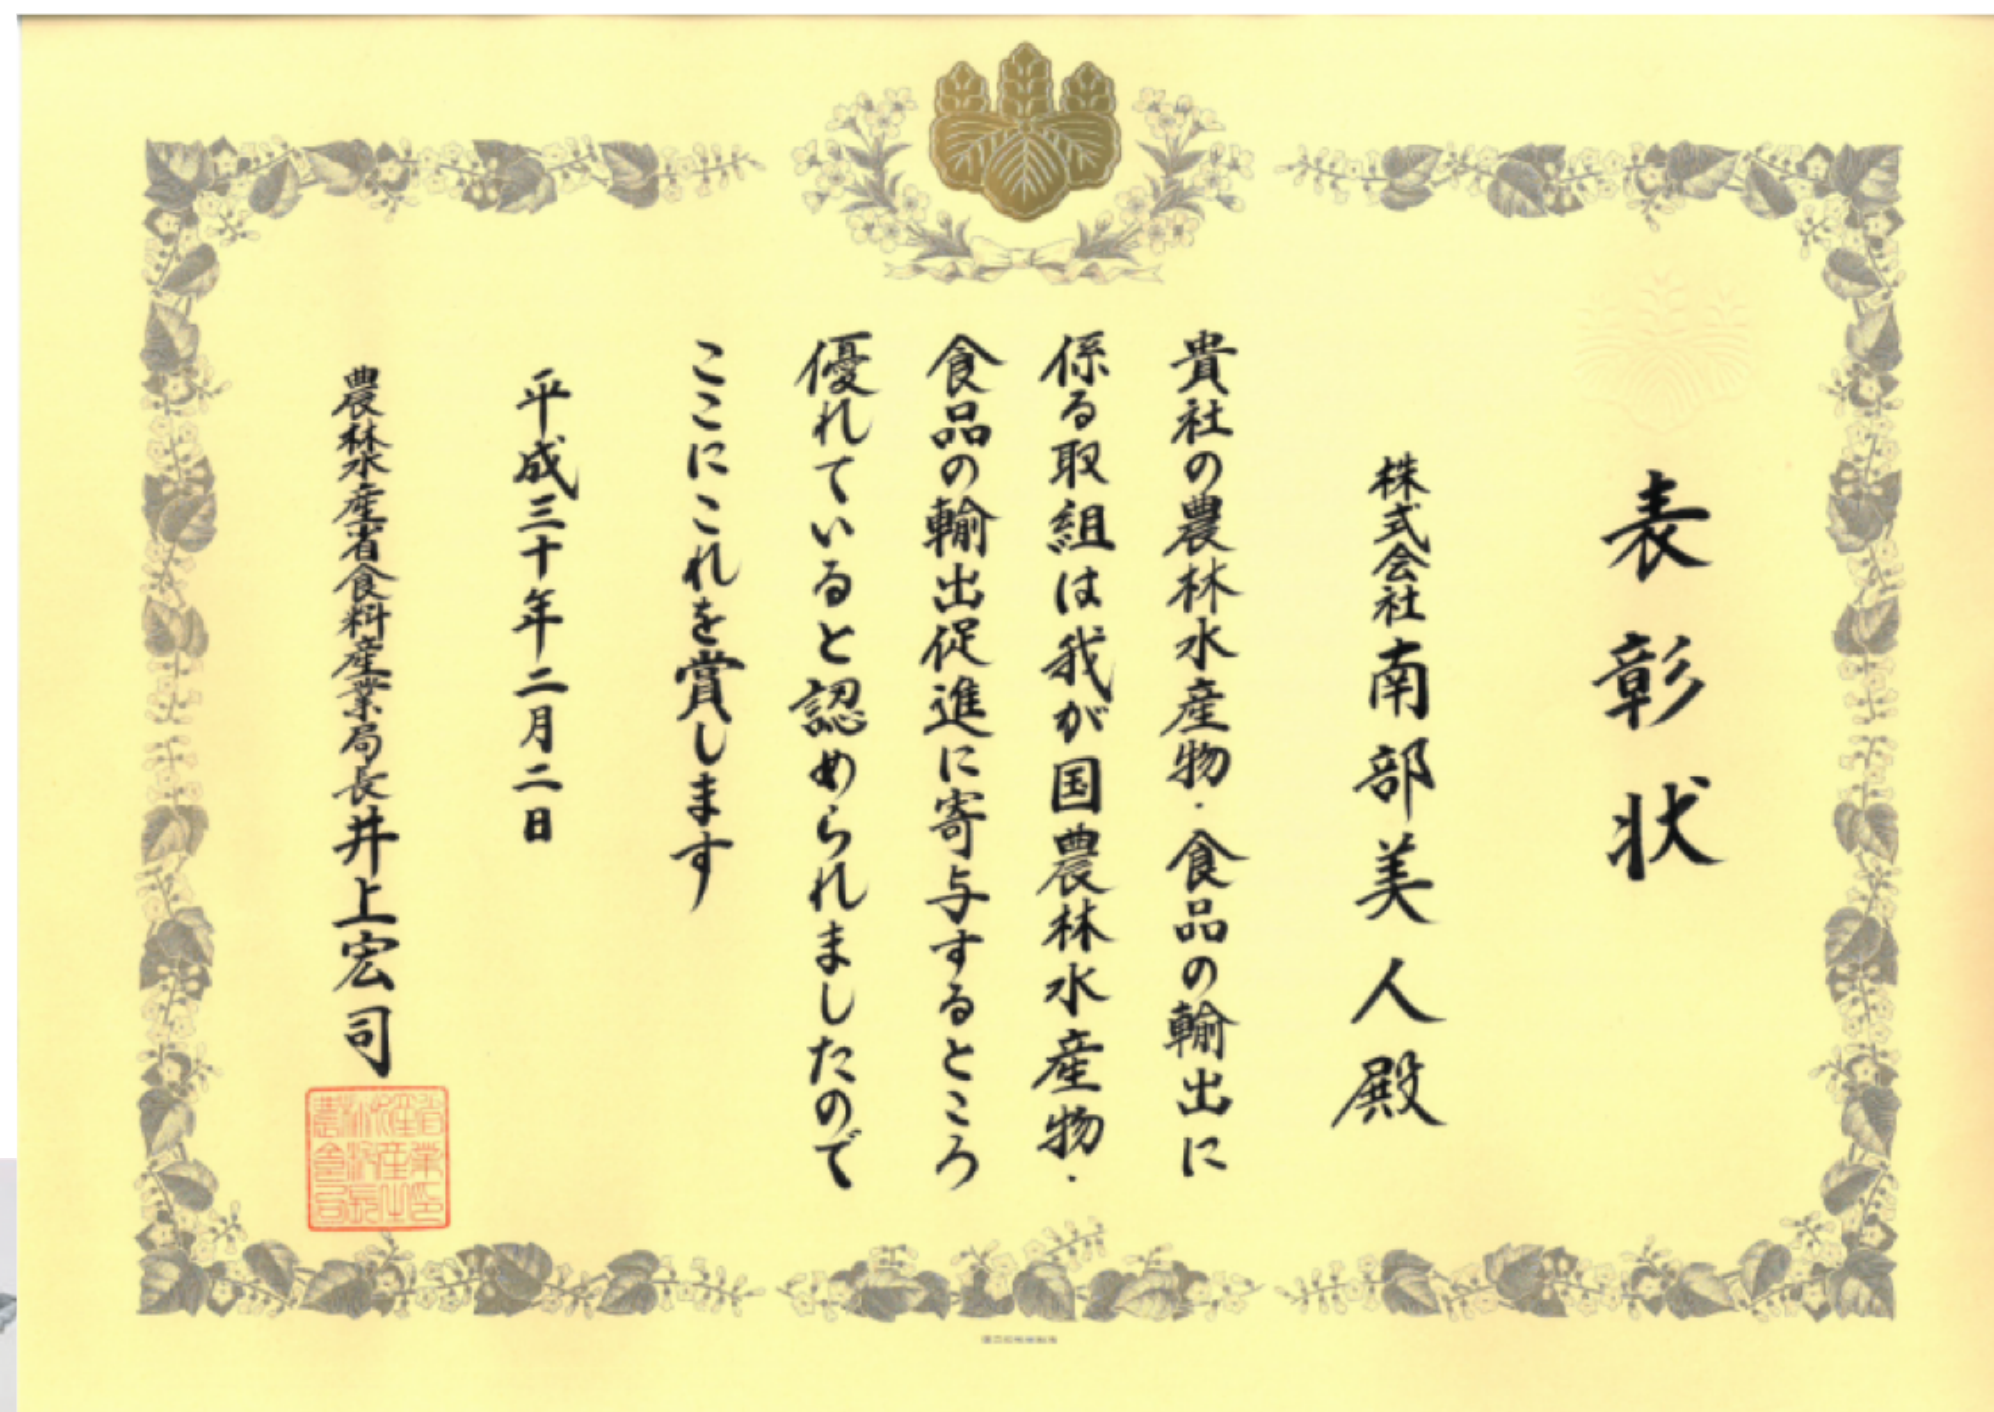 表彰状
株式会社南部美人殿
貴社の農林水産物・食品の輸出に
係る取組は我が国農林水産物・
食品の輸出促進に寄与するところ
優れていると認められましたので
ここにこれを賞します
平成三十年二月二日
農林水産省食料産業局長井上宏司